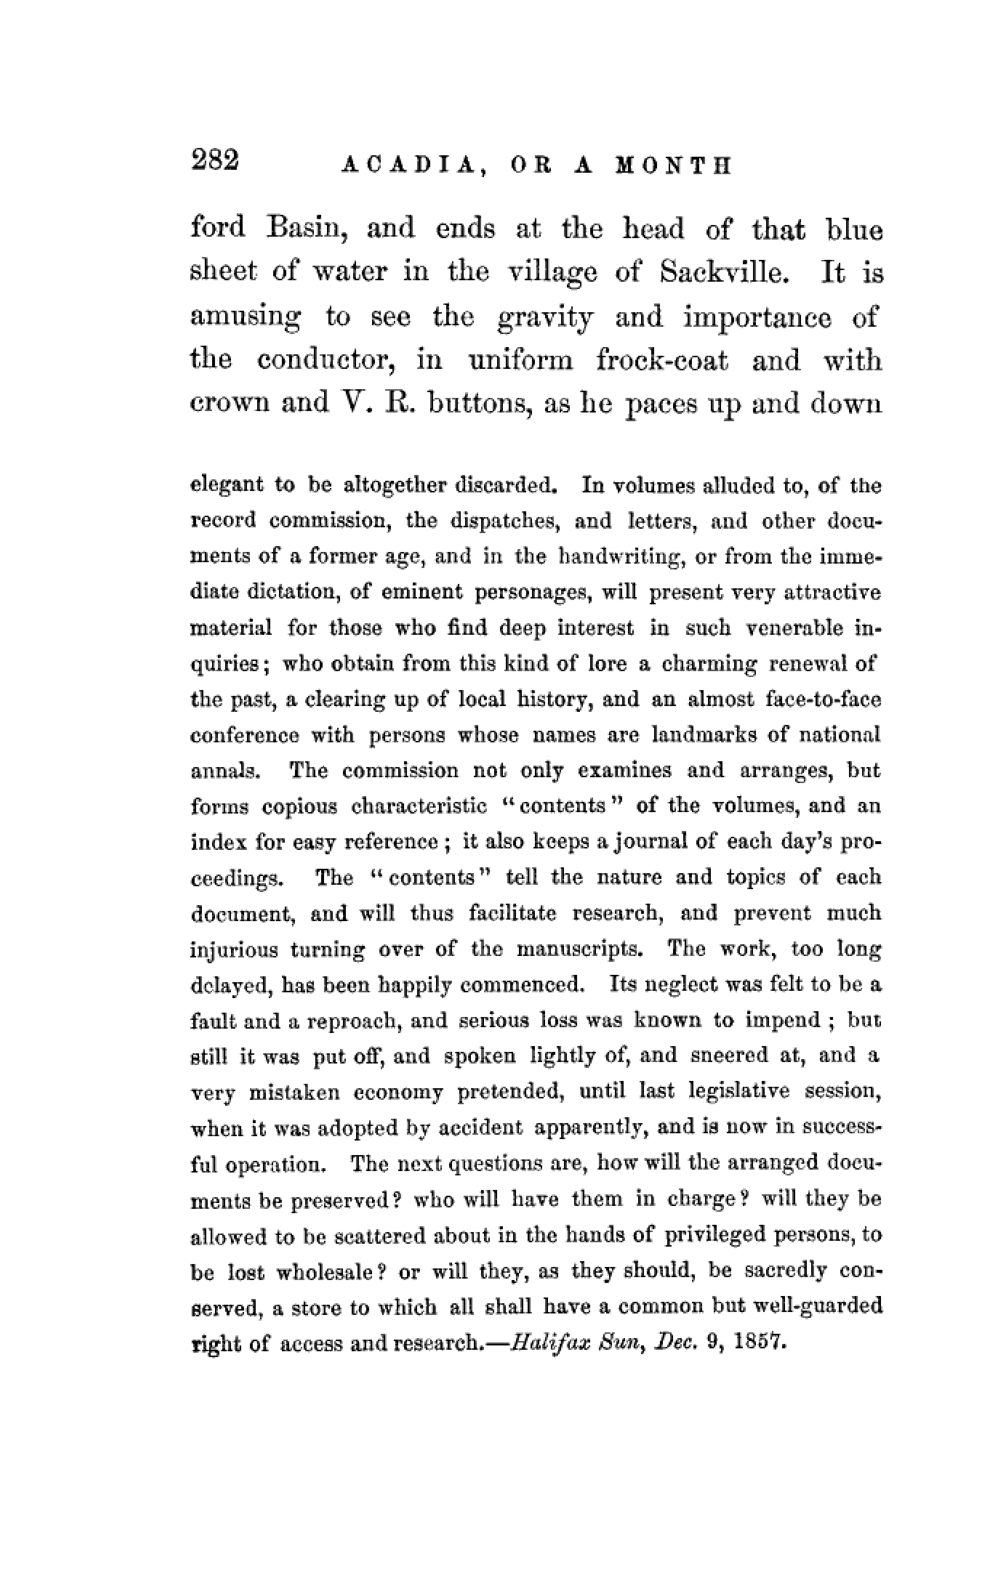 282 ACADIA, OR A MONTH
ford Basin, and ends at the head of that blue
sheet of water in the village of Sackville. It is
amusing to see the gravity and importance of
the conductor, in uniform frock-coat and with
crown and V. R. buttons, as he paces up and down
elegant to be altogether discarded. In volumes alluded to, of the
record commission, the dispatches, and letters, and other docu-
ments of a former age, and in the handwriting, or from the imme-
diate dictation, of eminent personages, will present very attractive
material for those who find deep interest in such venerable in-
quiries; who obtain from this kind of lore a charming renewal of
the past, a clearing up of local history, and an almost face-to-face
conference with persons whose names are landmarks of national
annals. The commission not only examines and arranges, but
forms copious characteristic "contents" of the volumes, and an
index for easy reference; it also keeps a journal of each day's pro-
ceedings. The "contents" tell the nature and topics of each
document, and will thus facilitate research, and prevent much
injurious turning over of the manuscripts. The work, too long
delayed, has been happily commenced. Its neglect was felt to be a
fault and a reproach, and serious loss was known to impend; but
still it was put off, and spoken lightly of, and sneered at, and a
very mistaken economy pretended, until last legislative session,
when it was adopted by accident apparently, and is now in success-
ful operation. The next questions are, how will the arranged docu-
ments be preserved? who will have them in charge? will they be
allowed to be scattered about in the hands of privileged persons, to
be lost wholesale? or will they, as they should, be sacredly con-
served, a store to which all shall have a common but well-guarded
right of access and research.—Halifax Sun, Dec. 9, 1857.